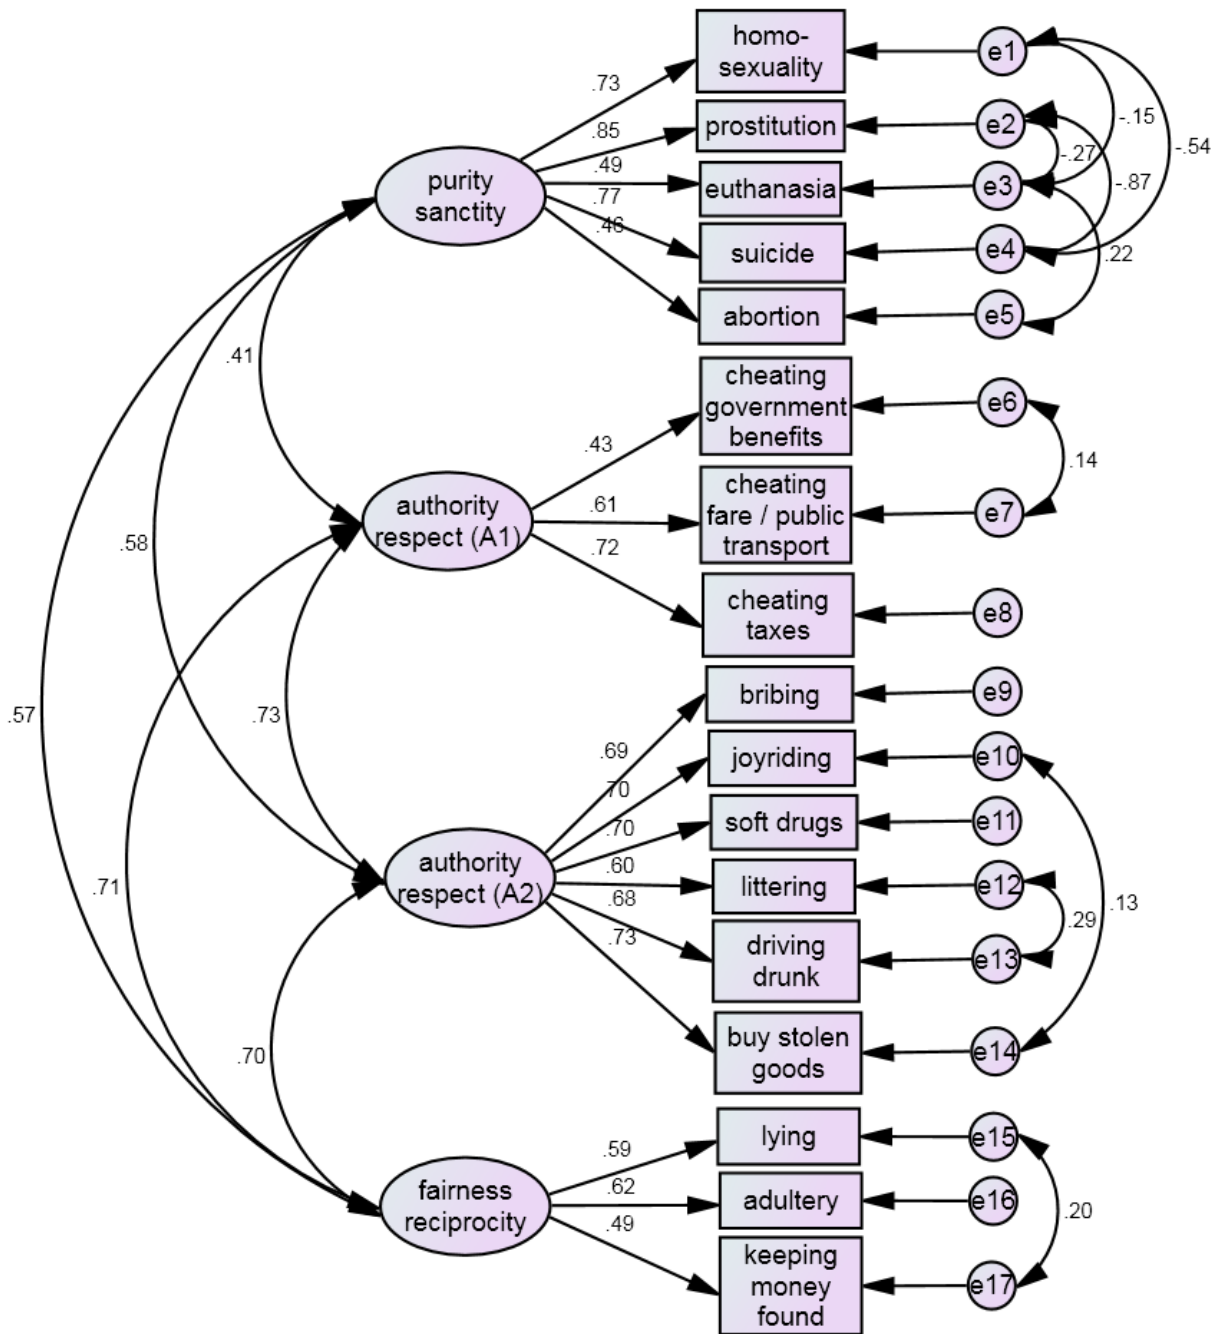 homo-
sexuality
e1
.73
prostitution
e2
.85
-.15
-.54
-.27
euthanasia
e3
.49
-.87
purity
sanctity
.77
suicide
e4
.22
.46
abortion
e5
.41
cheating
government
benefits
e6
.43
.14
authority
respect (A1)
.61
cheating
fare / public
transport
e7
.58
.72
cheating
taxes
e8
.57
.73
bribing
e9
.69
joyriding
e10
.70
soft drugs
e11
.70
authority
respect (A2)
.60
littering
e12
.71
.29
.13
.68
driving
drunk
e13
.73
buy stolen
goods
e14
.70
lying
e15
.59
fairness
reciprocity
.62
adultery
e16
.20
.49
keeping
money
found
e17